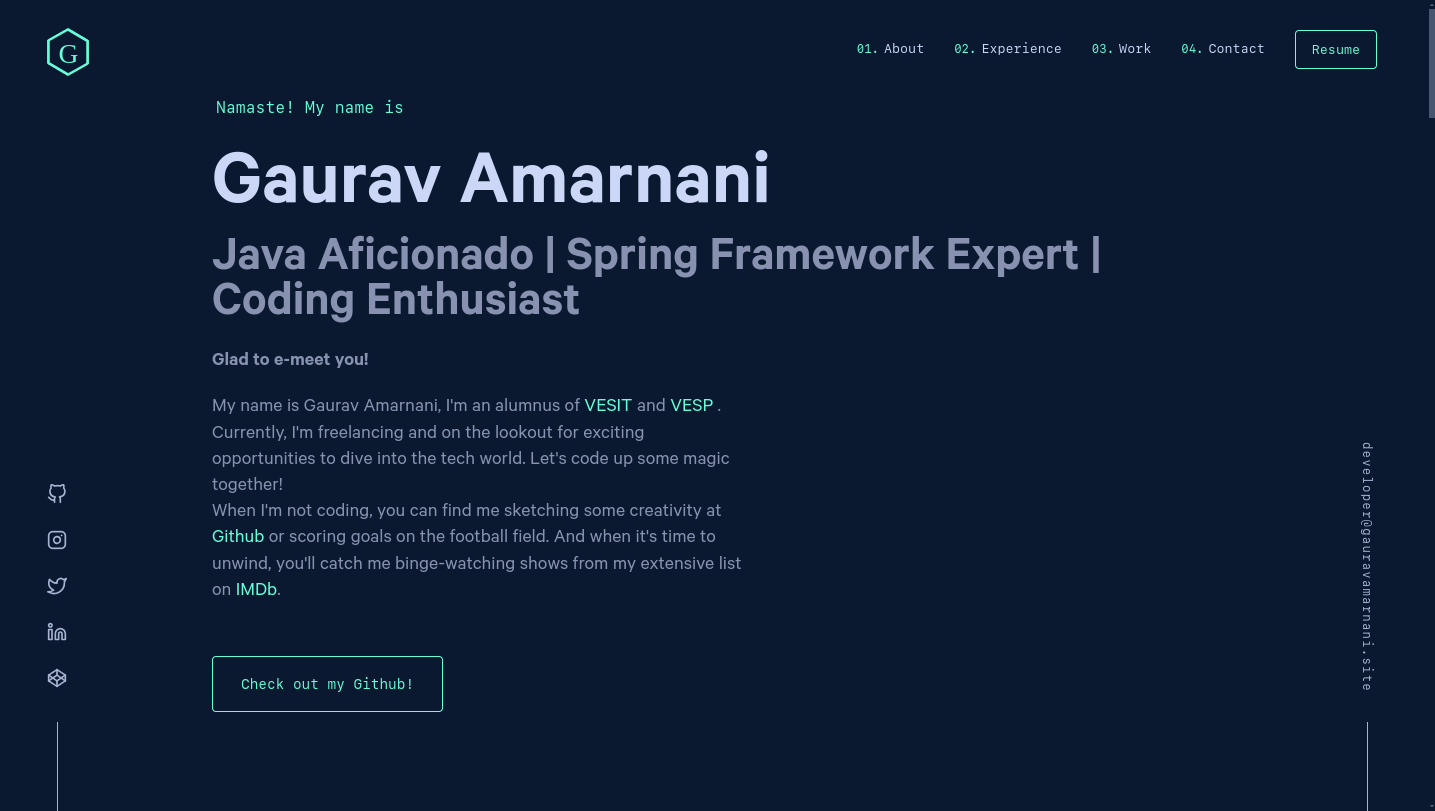 G
01. About 02. Experience 03. Work 04. Contact Resume
Namaste! My name is
Gaurav Amarnani
Java Aficionado | Spring Framework Expert |
Coding Enthusiast
Glad to e-meet you!
My name is Gaurav Amarnani, I'm an alumnus of VESIT and VESP .
Currently, I'm freelancing and on the lookout for exciting
opportunities to dive into the tech world. Let's code up some magic
together!
When I'm not coding, you can find me sketching some creativity at
Github or scoring goals on the football field. And when it's time to
unwind, you'll catch me binge-watching shows from my extensive list
on IMDb.
Check out my Github!
developer@gauravamarnani.site